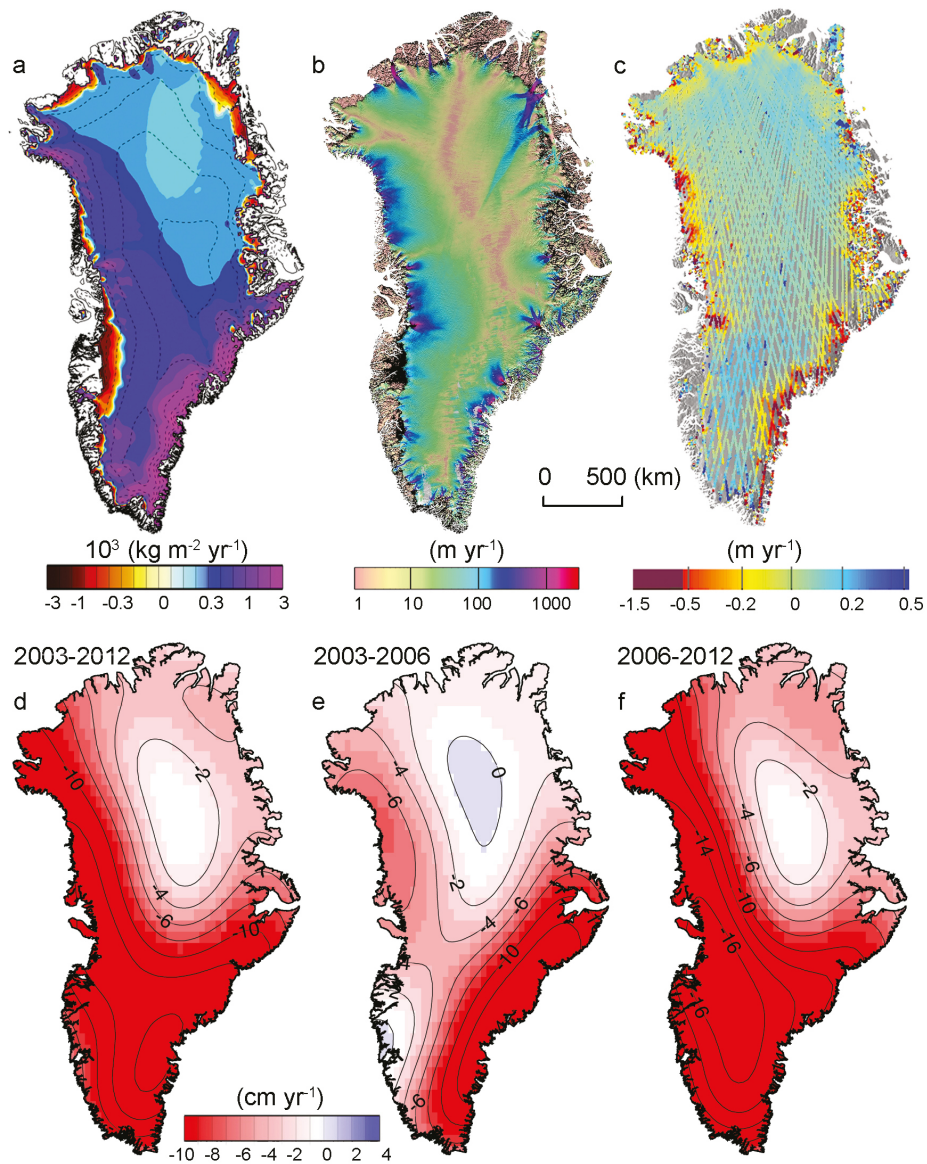 a
b
c
0 500 (km)
10³ (kg m⁻² yr⁻¹)
-3 -1 -0.3 0 0.3 1 3
(m yr⁻¹)
1 10 100 1000
(m yr⁻¹)
-1.5 -0.5 -0.2 0 0.2 0.5
2003-2012
d
-10
-2
-4
-6
-10
2003-2006
e
-4
-6
0
-2
-4
-6
-10
-6
2006-2012
f
-2
-4
-14
-6
-10
-16
-16
(cm yr⁻¹)
-10 -8 -6 -4 -2 0 2 4